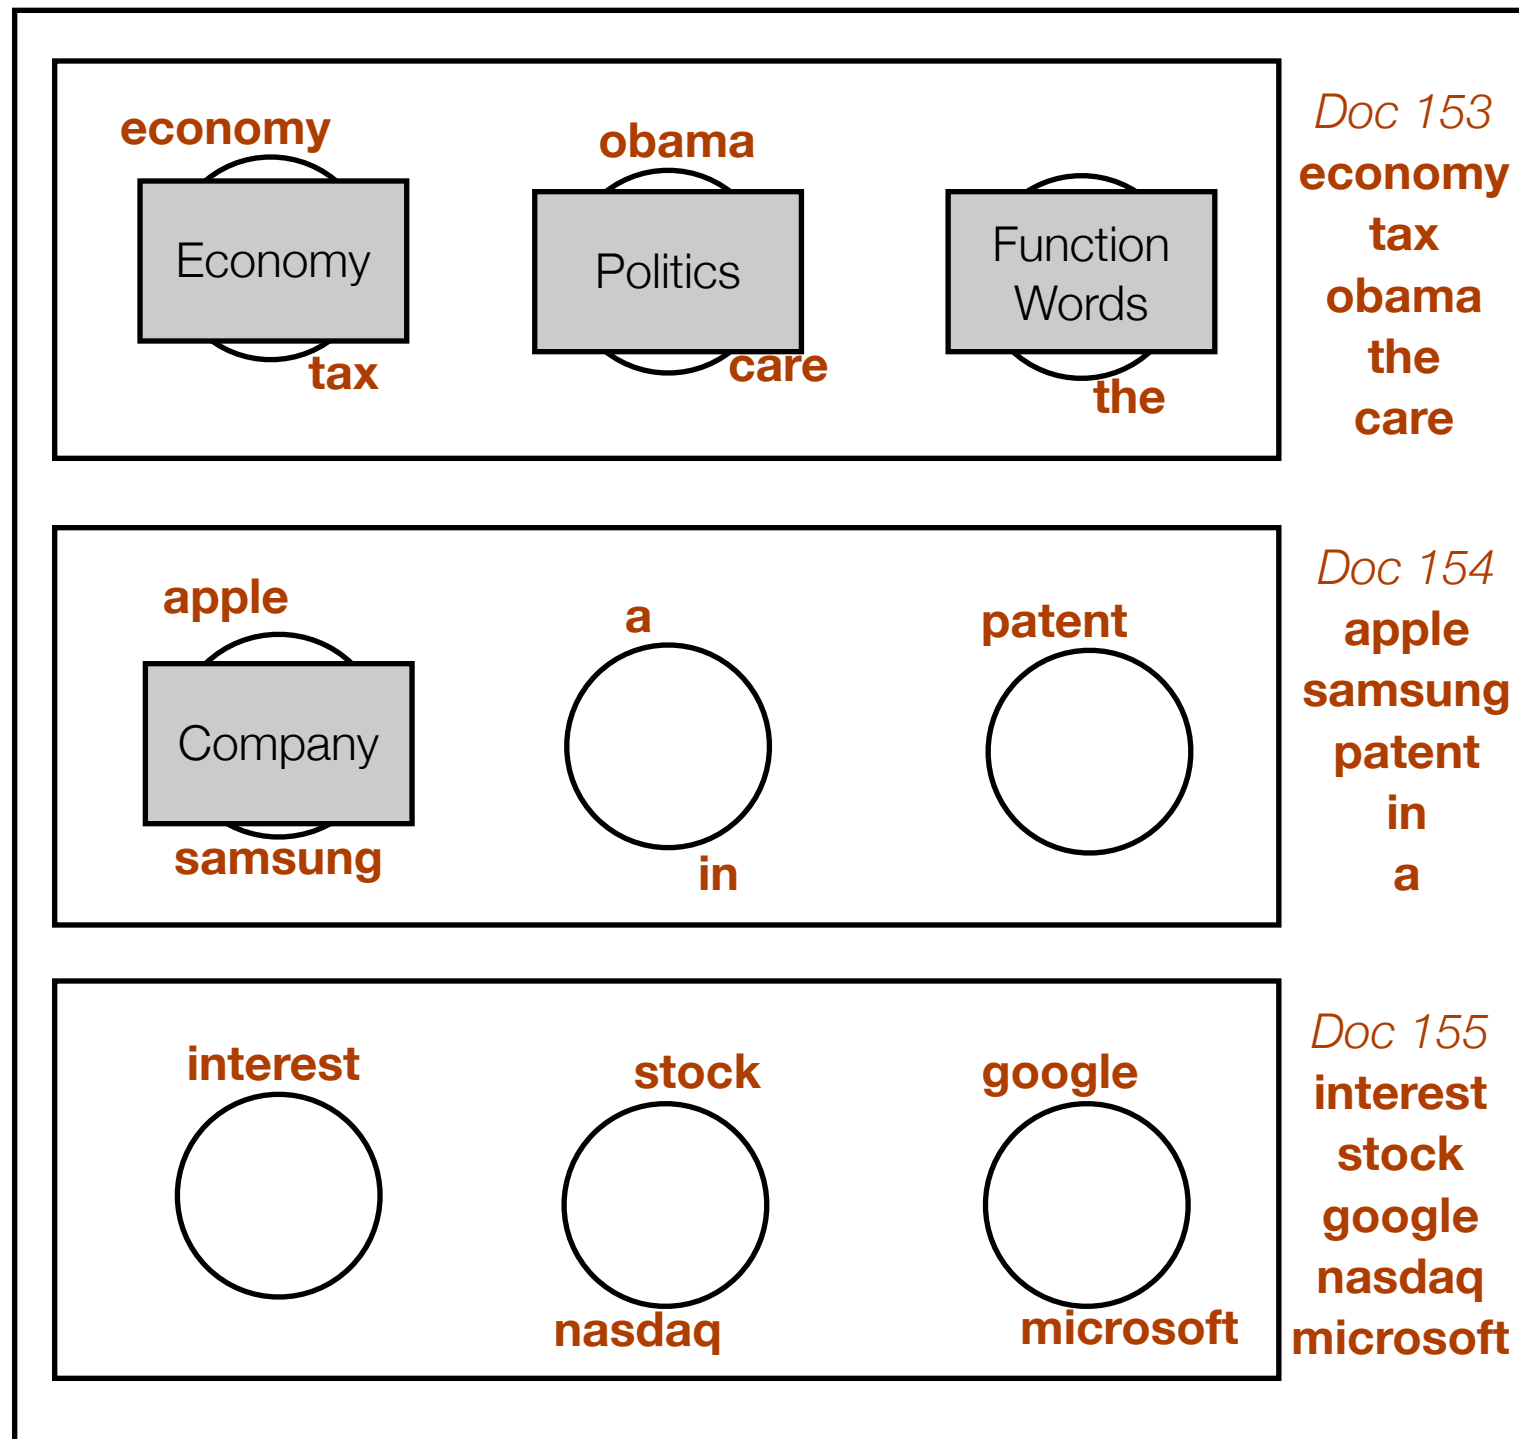 economy
Economy
tax
obama
Politics
care
Function
Words
the
Doc 153
economy
tax
obama
the
care
apple
Company
samsung
a
in
patent
Doc 154
apple
samsung
patent
in
a
interest
stock
nasdaq
google
microsoft
Doc 155
interest
stock
google
nasdaq
microsoft